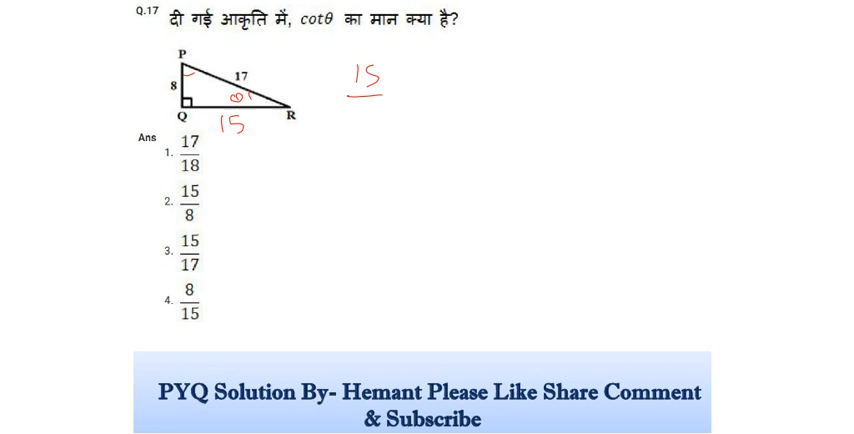 Q.17 दी गई आकृति में, cotθ का मान क्या है?
P
17
15
8
θ
Q
R
15
Ans
1. 17/18
2. 15/8
3. 15/17
4. 8/15
PYQ Solution By- Hemant Please Like Share Comment
& Subscribe